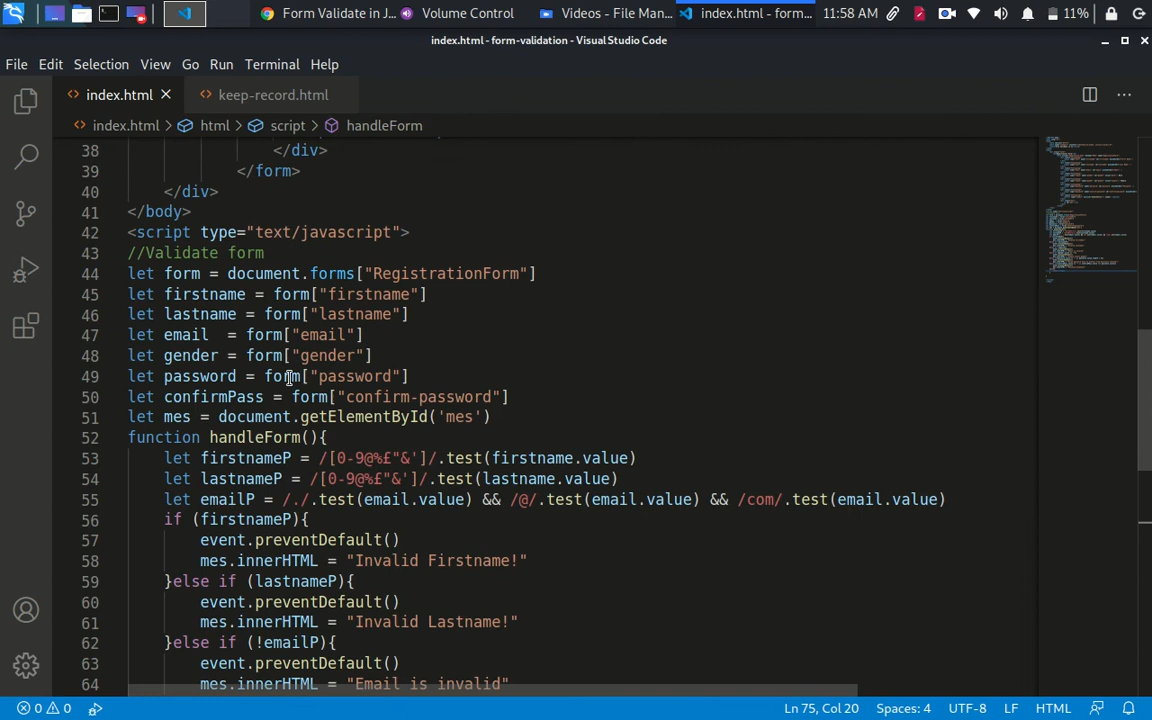 Form Validate in J...
Volume Control
Videos - File Man...
index.html - form...
11:58 AM
11%
index.html - form-validation - Visual Studio Code
File Edit Selection View Go Run Terminal Help
index.html
keep-record.html
index.html > html > script > handleForm
38 </div>
39 </form>
40 </div>
41 </body>
42 <script type="text/javascript">
43 //Validate form
44 let form = document.forms["RegistrationForm"]
45 let firstname = form["firstname"]
46 let lastname = form["lastname"]
47 let email  = form["email"]
48 let gender = form["gender"]
49 let password = form["password"]
50 let confirmPass = form["confirm-password"]
51 let mes = document.getElementById('mes')
52 function handleForm(){
53 let firstnameP = /[0-9@%£"&']/.test(firstname.value)
54 let lastnameP = /[0-9@%£"&']/.test(lastname.value)
55 let emailP = /./.test(email.value) && /@/.test(email.value) && /com/.test(email.value)
56 if (firstnameP){
57 event.preventDefault()
58 mes.innerHTML = "Invalid Firstname!"
59 }else if (lastnameP){
60 event.preventDefault()
61 mes.innerHTML = "Invalid Lastname!"
62 }else if (!emailP){
63 event.preventDefault()
64 mes.innerHTML = "Email is invalid"
0 0 Ln 75, Col 20 Spaces: 4 UTF-8 LF HTML